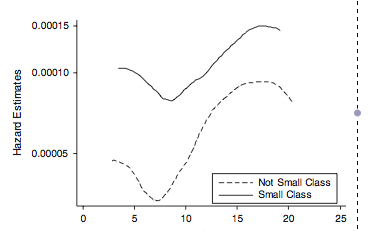 0.00015
0.00010
0.00005
Hazard Estimates
Not Small Class
Small Class
0 5 10 15 20 25